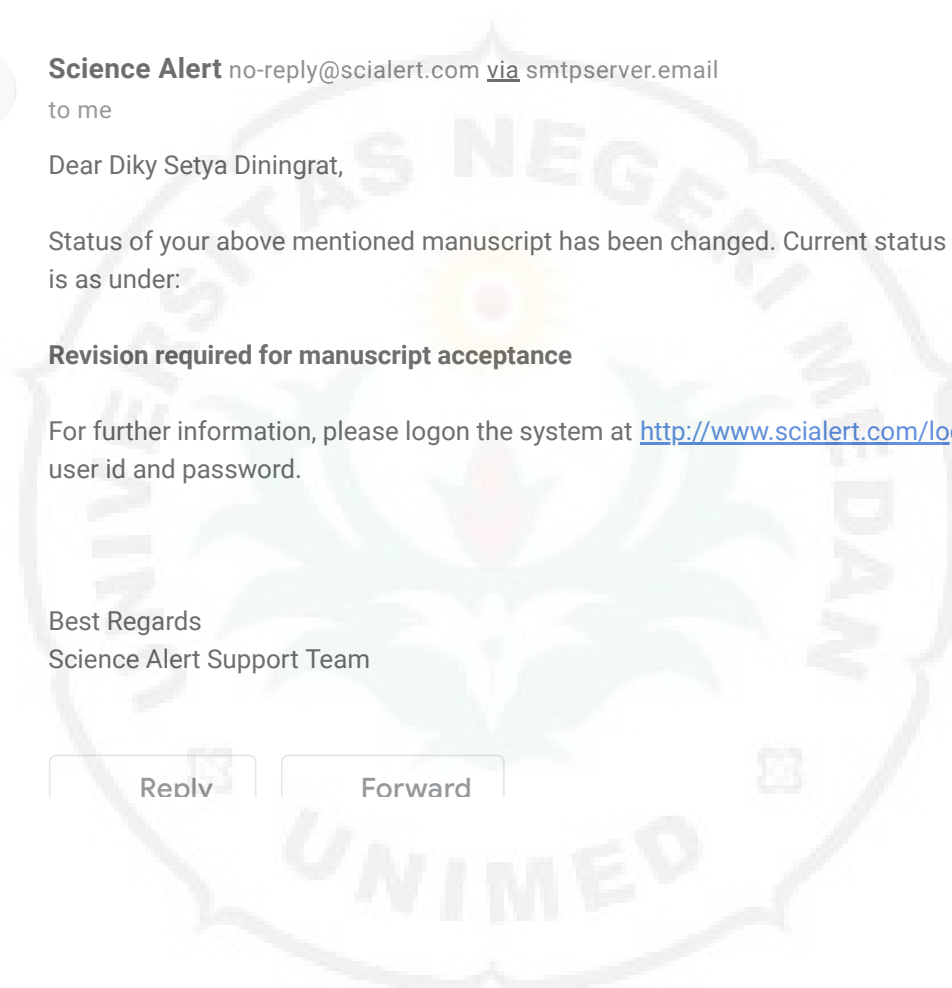 Science Alert no-reply@scialert.com via smtpserver.email
to me
Dear Diky Setya Diningrat,
Status of your above mentioned manuscript has been changed. Current status
is as under:
Revision required for manuscript acceptance
For further information, please logon the system at http://www.scialert.com/lo
user id and password.
Best Regards
Science Alert Support Team
Reply Forward
UNIVERSITAS NEGERI MEDAN
UNIMED